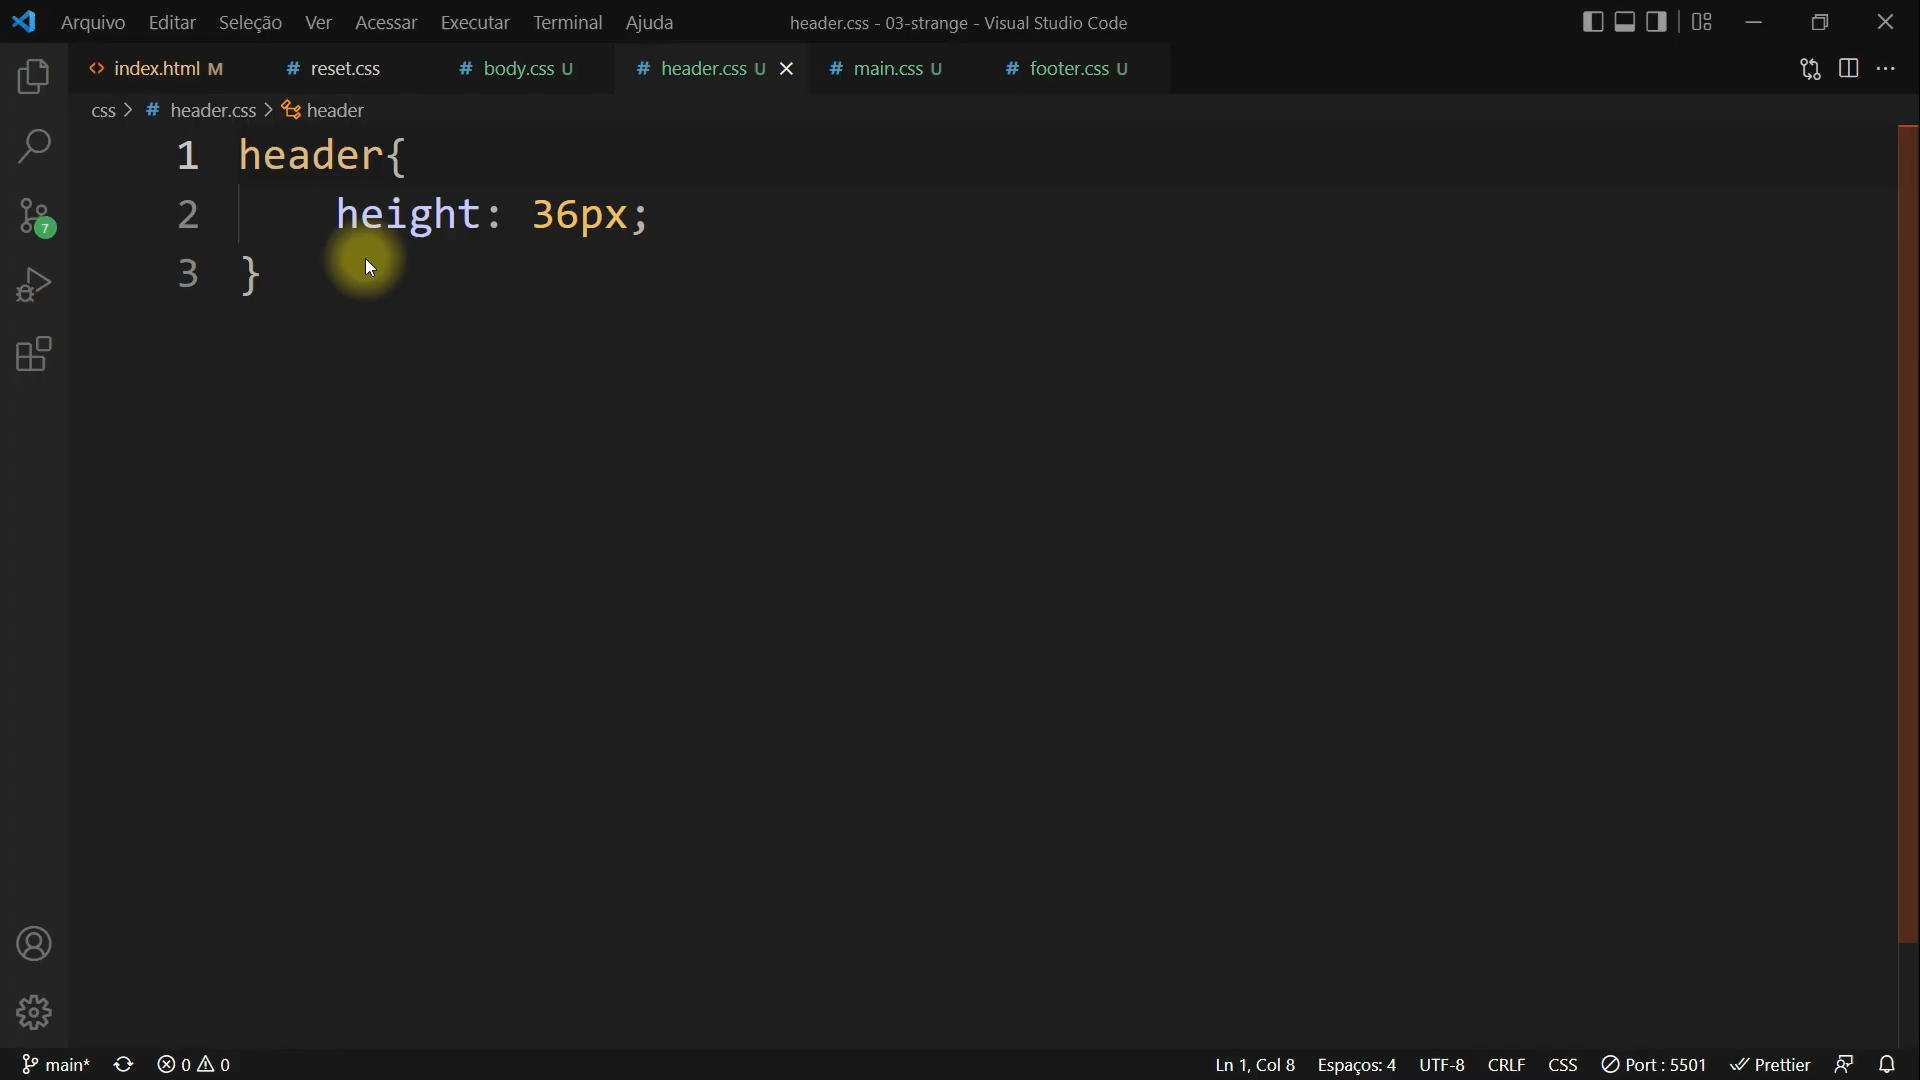 Arquivo Editar Seleção Ver Acessar Executar Terminal Ajuda header.css - 03-strange - Visual Studio Code
index.html M # reset.css # body.css U # header.css U # main.css U # footer.css U
css > # header.css > header
1 header{
2 height: 36px;
3 }
7
main* 0 0 Ln 1, Col 8 Espaços: 4 UTF-8 CRLF CSS Port : 5501 Prettier